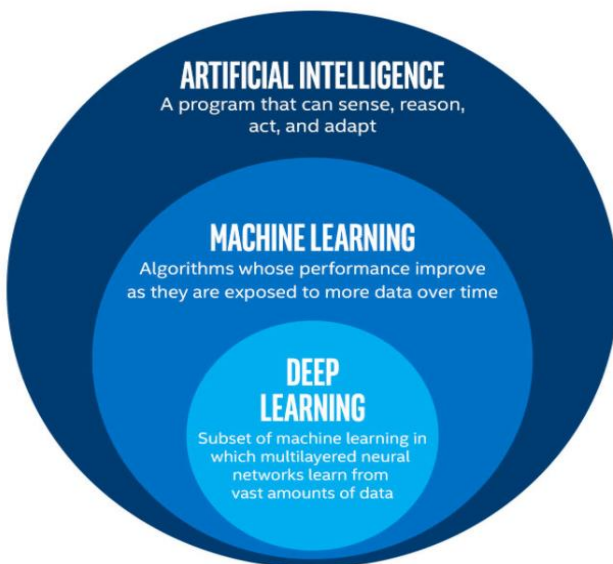 ARTIFICIAL INTELLIGENCE
A program that can sense, reason,
act, and adapt
MACHINE LEARNING
Algorithms whose performance improve
as they are exposed to more data over time
DEEP
LEARNING
Subset of machine learning in
which multilayered neural
networks learn from
vast amounts of data